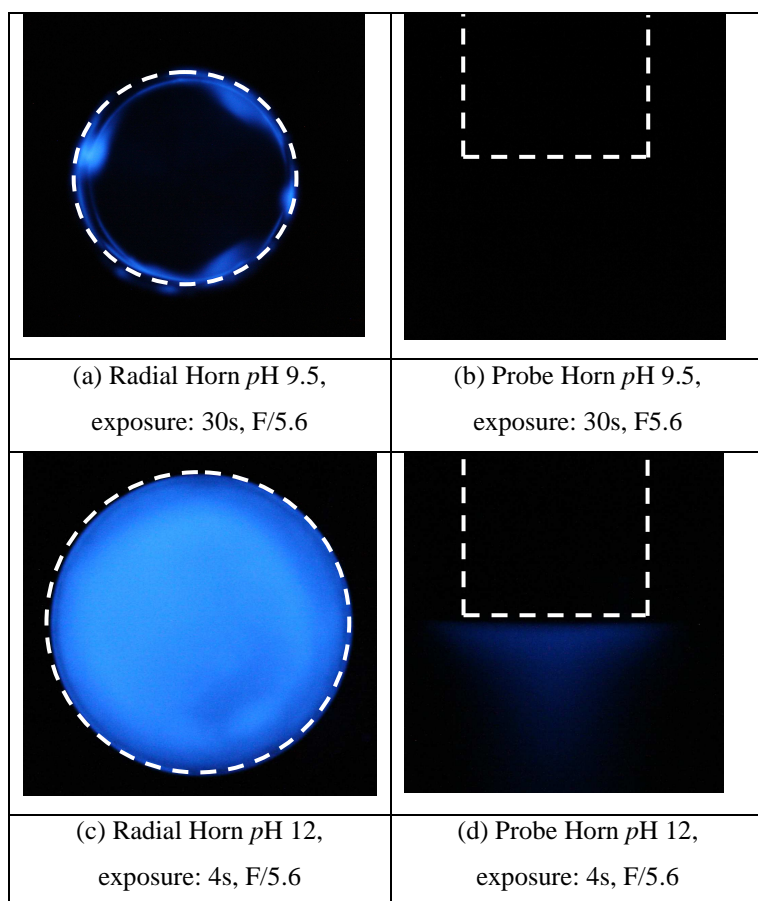 (a) Radial Horn pH 9.5,
exposure: 30s, F/5.6
(b) Probe Horn pH 9.5,
exposure: 30s, F5.6
(c) Radial Horn pH 12,
exposure: 4s, F/5.6
(d) Probe Horn pH 12,
exposure: 4s, F/5.6